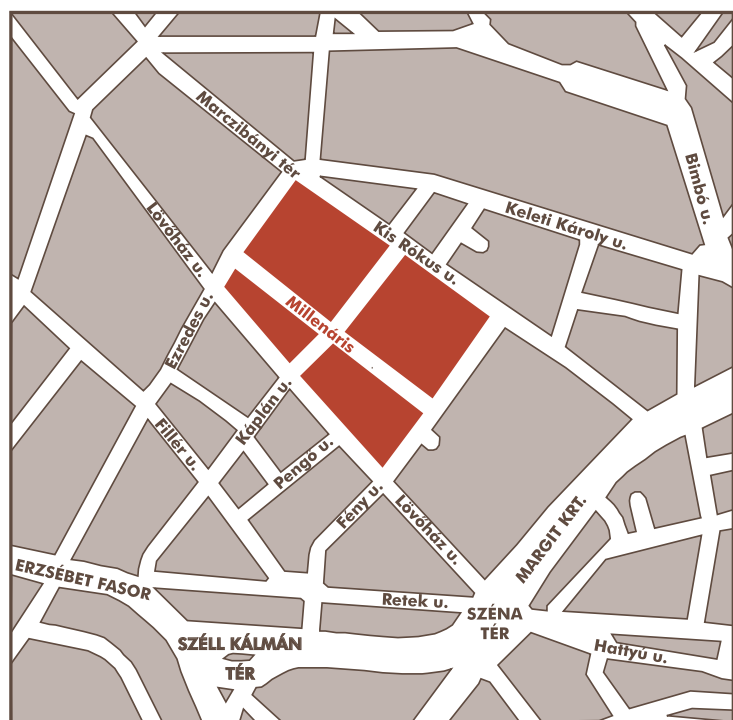 Marczibányi tér
Bimbó u.
Keleti Károly u.
Lövőház u.
Kis Rókus u.
Ezredes u.
Millenáris
Káplán u.
Fillér u.
Pengő u.
Fény u.
Lövőház u.
MARGIT KRT.
ERZSÉBET FASOR
Retek u.
SZÉNA
TÉR
SZÉLL KÁLMÁN
TÉR
Hattyú u.